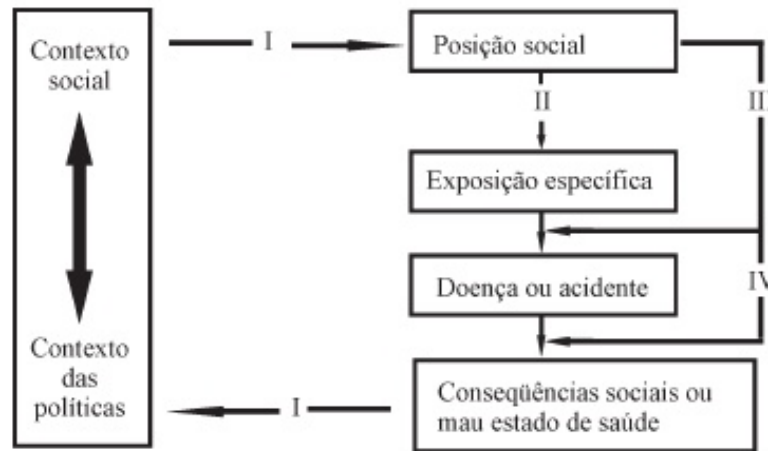 Contexto
social
I
Posição social
II
III
Exposição específica
Doença ou acidente
IV
Contexto
das
políticas
I
Conseqüências sociais ou
mau estado de saúde